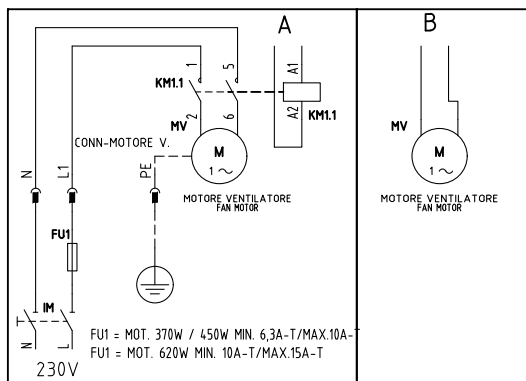 A
B
1
5
KM1.1
A1
A2
KM1.1
2
6
MV
MV
CONN-MOTORE V.
M
1~
M
1~
N
L1
PE
MOTORE VENTILATORE
FAN MOTOR
MOTORE VENTILATORE
FAN MOTOR
FU1
IM
N
L
FU1 = MOT. 370W / 450W MIN. 6,3A-T/MAX.10A-T
FU1 = MOT. 620W MIN. 10A-T/MAX.15A-T
230V